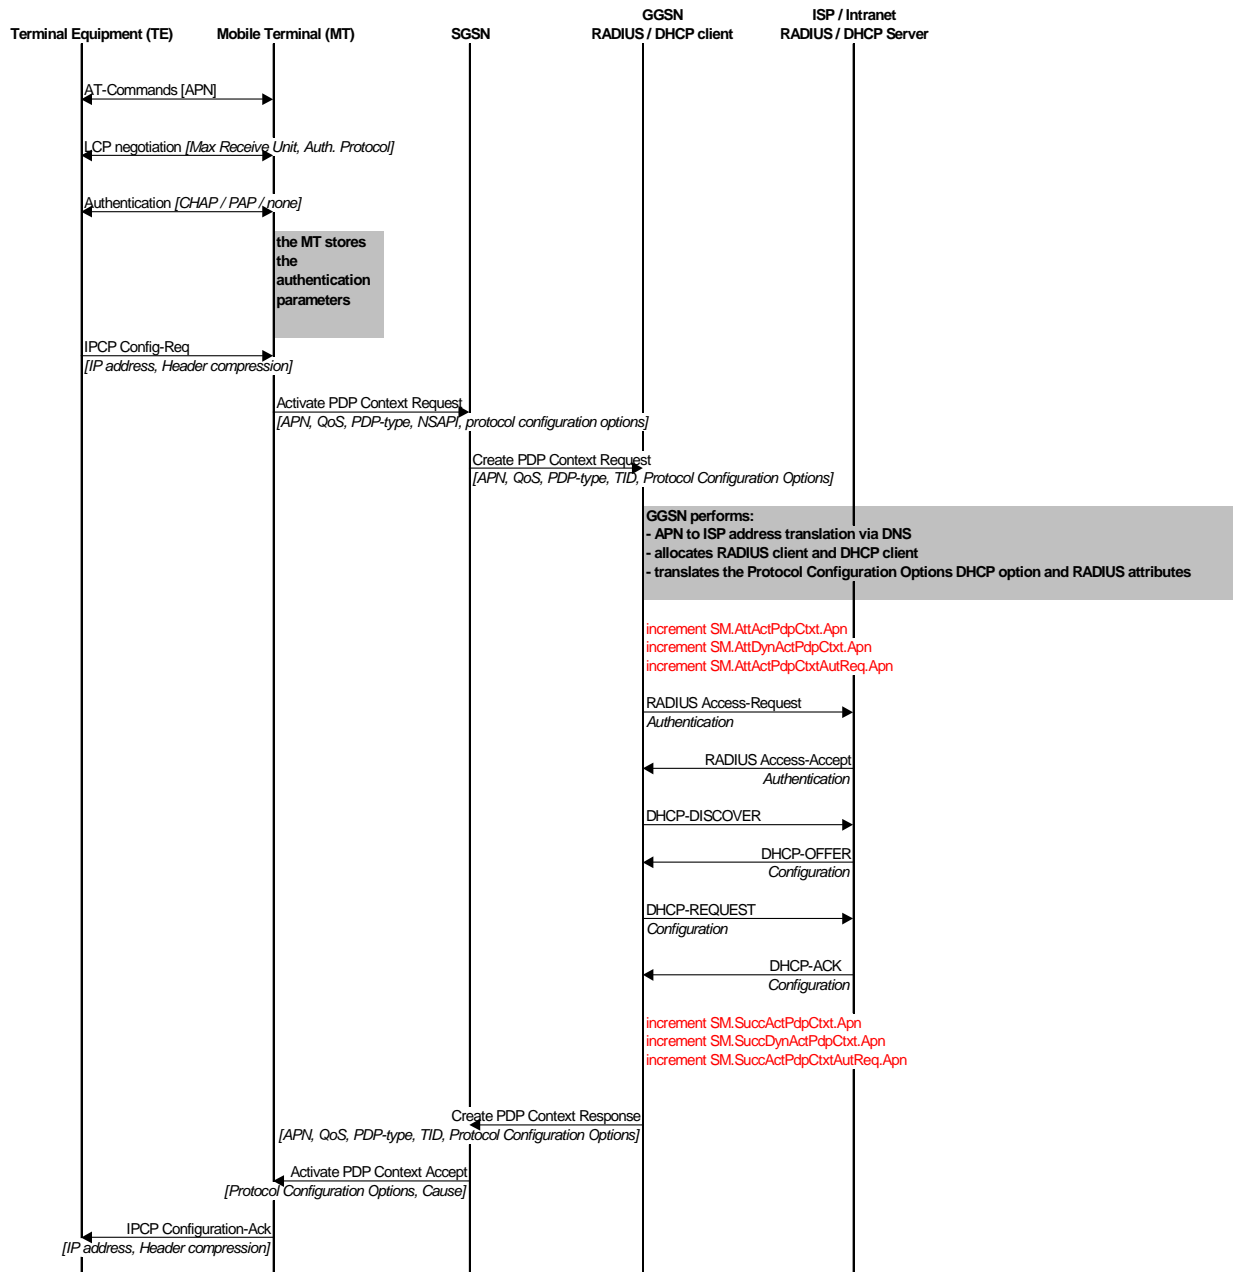 GGSN
ISP / Intranet
Terminal Equipment (TE)
Mobile Terminal (MT)
SGSN
RADIUS / DHCP client
RADIUS / DHCP Server
AT-Commands [APN]
LCP negotiation [Max Receive Unit, Auth. Protocol]
Authentication [CHAP / PAP / none]
the MT stores
the
authentication
parameters
IPCP Config-Req
[IP address, Header compression]
Activate PDP Context Request
[APN, QoS, PDP-type, NSAPI, protocol configuration options]
Create PDP Context Request
[APN, QoS, PDP-type, TID, Protocol Configuration Options]
GGSN performs:
- APN to ISP address translation via DNS
- allocates RADIUS client and DHCP client
- translates the Protocol Configuration Options DHCP option and RADIUS attributes
increment SM.AttActPdpCtxt.Apn
increment SM.AttDynActPdpCtxt.Apn
increment SM.AttActPdpCtxtAutReq.Apn
RADIUS Access-Request
Authentication
RADIUS Access-Accept
Authentication
DHCP-DISCOVER
DHCP-OFFER
Configuration
DHCP-REQUEST
Configuration
DHCP-ACK
Configuration
increment SM.SuccActPdpCtxt.Apn
increment SM.SuccDynActPdpCtxt.Apn
increment SM.SuccActPdpCtxtAutReq.Apn
Create PDP Context Response
[APN, QoS, PDP-type, TID, Protocol Configuration Options]
Activate PDP Context Accept
[Protocol Configuration Options, Cause]
IPCP Configuration-Ack
[IP address, Header compression]